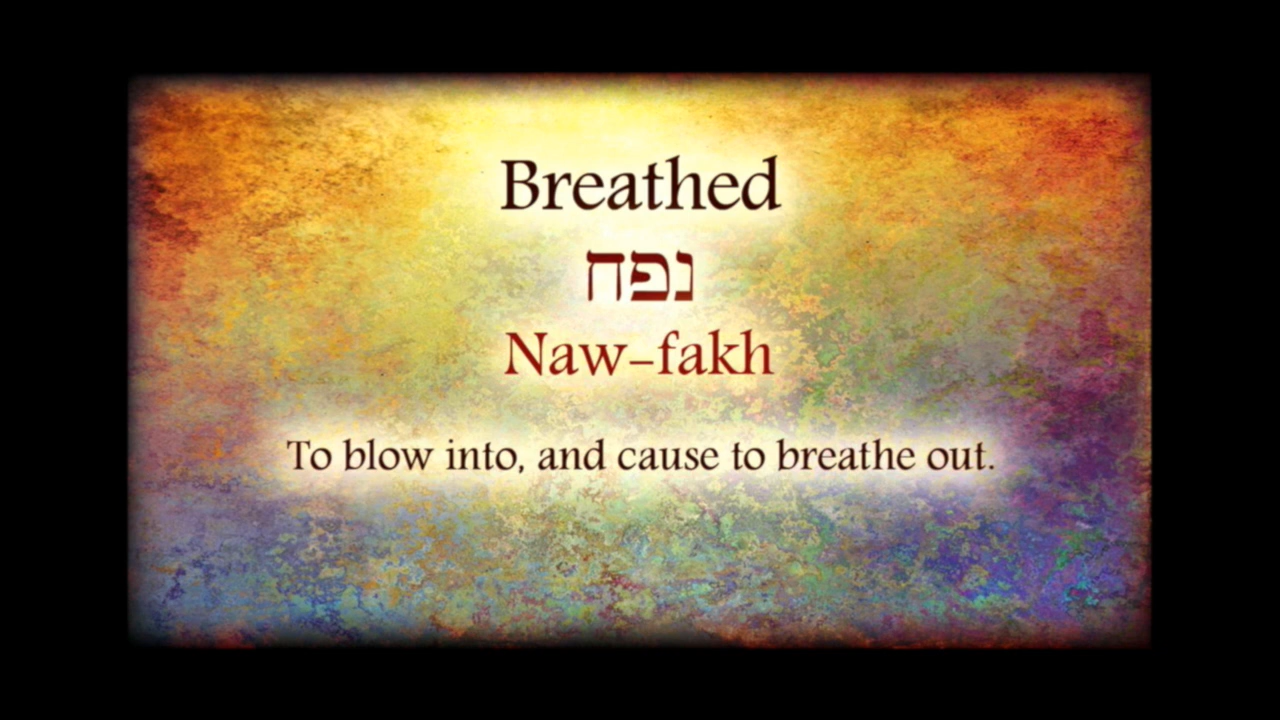 Breathed
נפח
Naw-fakh
To blow into, and cause to breathe out.